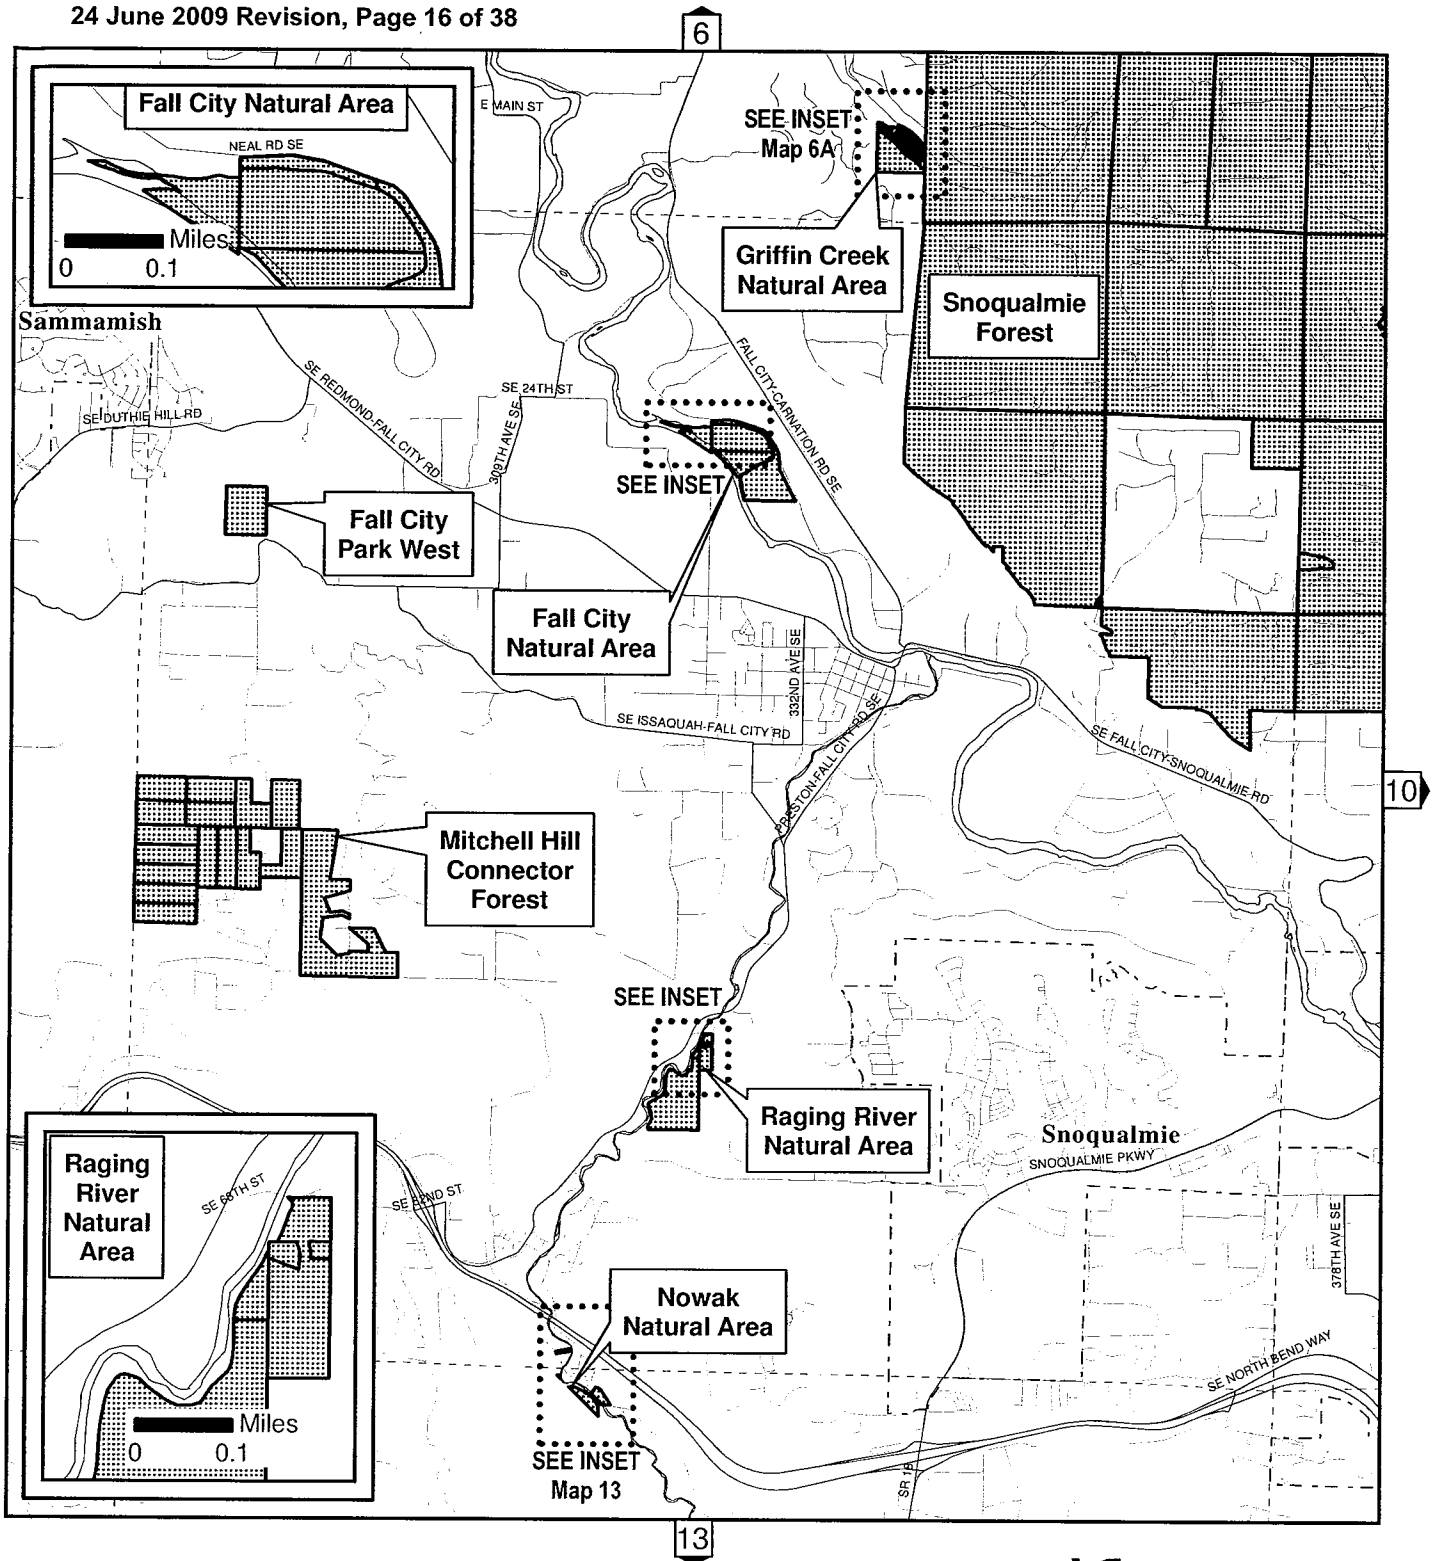 24 June 2009 Revision, Page 16 of 38
6
Fall City Natural Area
NEAL RD SE
Miles
0 0.1
E MAIN ST
SEE INSET
Map 6A
Griffin Creek
Natural Area
Snoqualmie
Forest
Sammamish
SE DUTHIE HILL RD
SE REDMOND-FALL CITY RD
SE 24TH ST
309TH AVE SE
FALL CITY-CARNATION RD SE
SEE INSET
Fall City
Park West
Fall City
Natural Area
332ND AVE SE
SE ISSAQUAH-FALL CITY RD
PRESTON-FALL CITY RD SE
SE FALL CITY-SNOQUALMIE RD
10
Mitchell Hill
Connector
Forest
SEE INSET
Raging River
Natural Area
Snoqualmie
SNOQUALMIE PKWY
Raging
River
Natural
Area
SE 68TH ST
Miles
0 0.1
SE 82ND ST
378TH AVE SE
Nowak
Natural Area
SE NORTH BEND WAY
SEE INSET
Map 13
SR 18
13